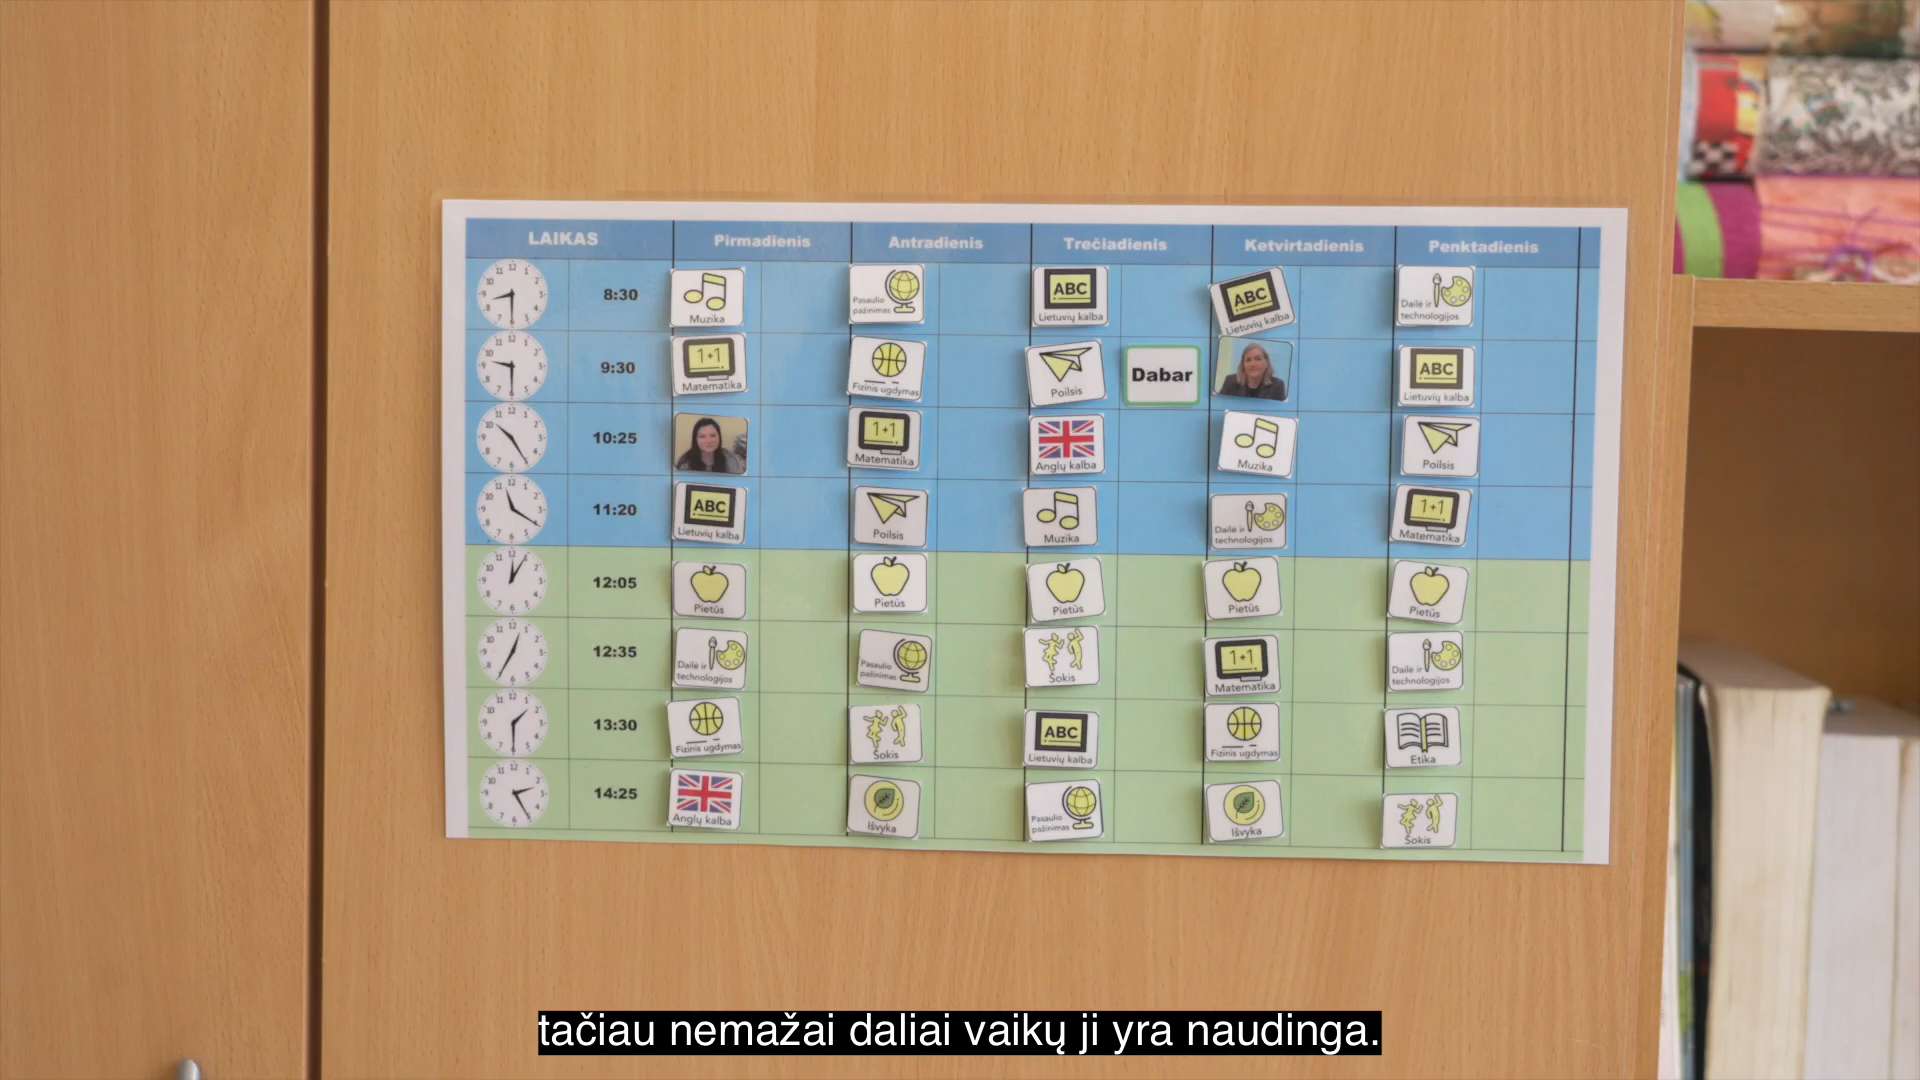 LAIKAS Pirmadienis Antradienis Trečiadienis Ketvirtadienis Penktadienis
8:30 Muzika Pasaulio pažinimas ABC Lietuvių kalba ABC Lietuvių kalba Dailė ir technologijos
9:30 1+1 Matematika Fizinis ugdymas Poilsis Dabar ABC Lietuvių kalba
10:25 1+1 Matematika Anglų kalba Muzika Poilsis
11:20 ABC Lietuvių kalba Poilsis Muzika Dailė ir technologijos 1+1 Matematika
12:05 Pietūs Pietūs Pietūs Pietūs Pietūs
12:35 Dailė ir technologijos Pasaulio pažinimas Šokis 1+1 Matematika Dailė ir technologijos
13:30 Fizinis ugdymas Šokis ABC Lietuvių kalba Fizinis ugdymas Etika
14:25 Anglų kalba Išvyka Pasaulio pažinimas Išvyka Šokis
tačiau nemažai daliai vaikų ji yra naudinga.